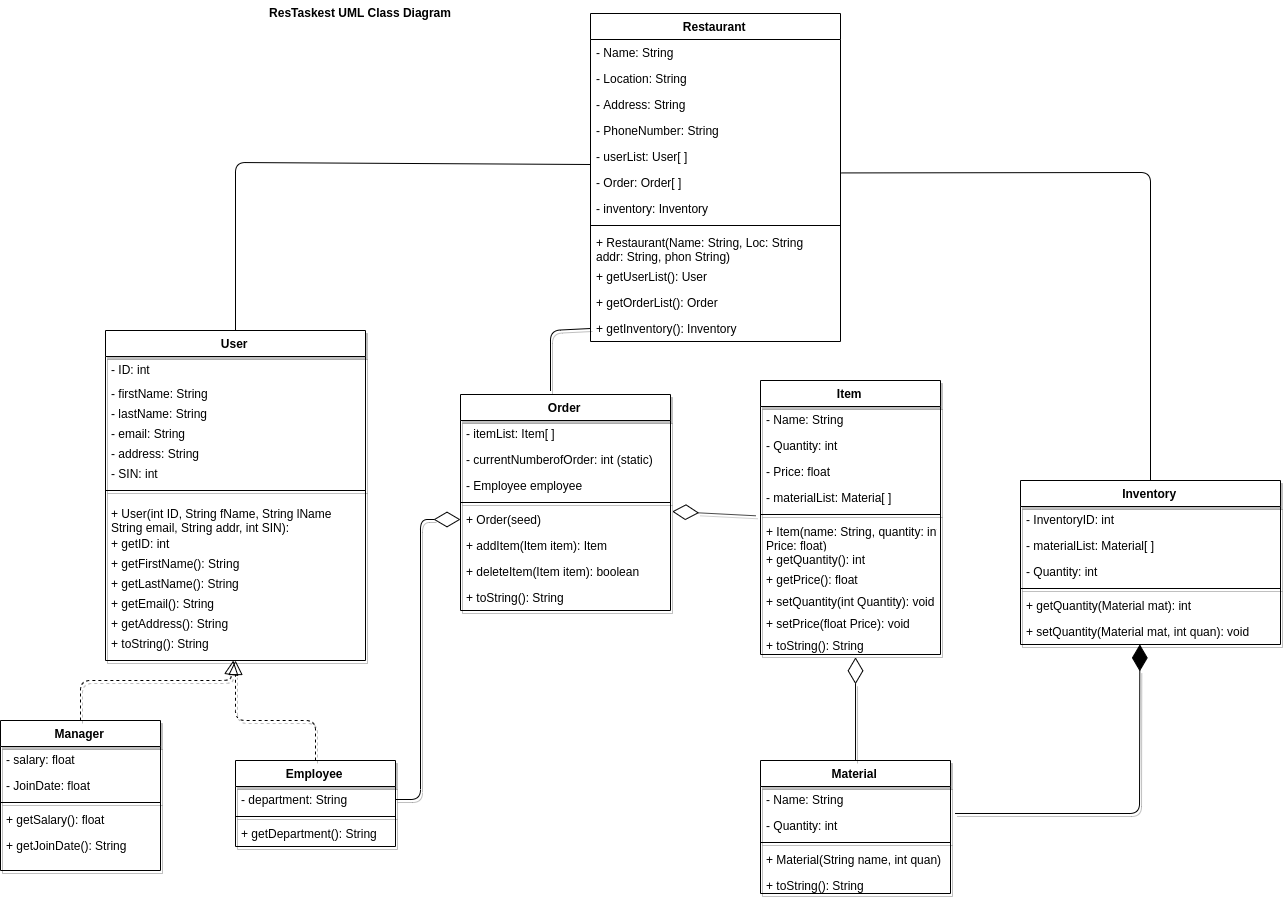 ResTaskest UML Class Diagram
Restaurant
- Name: String
- Location: String
- Address: String
- PhoneNumber: String
- userList: User[ ]
- Order: Order[ ]
- inventory: Inventory
+ Restaurant(Name: String, Loc: String
addr: String, phon String)
+ getUserList(): User
+ getOrderList(): Order
+ getInventory(): Inventory
User
- ID: int
- firstName: String
- lastName: String
- email: String
- address: String
- SIN: int
+ User(int ID, String fName, String lName
String email, String addr, int SIN):
+ getID: int
+ getFirstName(): String
+ getLastName(): String
+ getEmail(): String
+ getAddress(): String
+ toString(): String
Order
- itemList: Item[ ]
- currentNumberofOrder: int (static)
- Employee employee
+ Order(seed)
+ addItem(Item item): Item
+ deleteItem(Item item): boolean
+ toString(): String
Item
- Name: String
- Quantity: int
- Price: float
- materialList: Materia[ ]
+ Item(name: String, quantity: in
Price: float)
+ getQuantity(): int
+ getPrice(): float
+ setQuantity(int Quantity): void
+ setPrice(float Price): void
+ toString(): String
Inventory
- InventoryID: int
- materialList: Material[ ]
- Quantity: int
+ getQuantity(Material mat): int
+ setQuantity(Material mat, int quan): void
Manager
- salary: float
- JoinDate: float
+ getSalary(): float
+ getJoinDate(): String
Employee
- department: String
+ getDepartment(): String
Material
- Name: String
- Quantity: int
+ Material(String name, int quan)
+ toString(): String